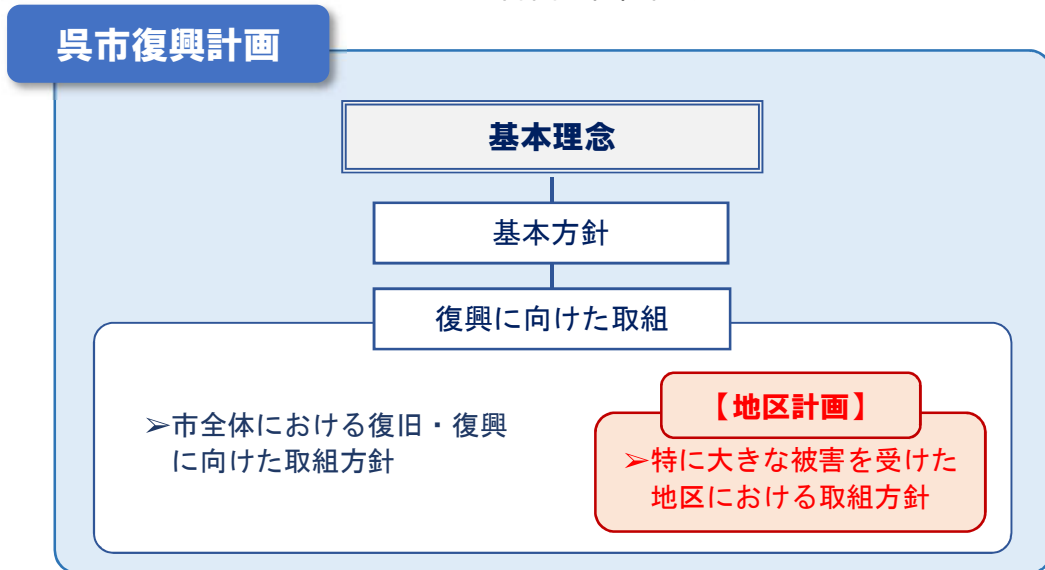 呉市復興計画
基本理念
基本方針
復興に向けた取組
➢市全体における復旧・復興
に向けた取組方針
【地区計画】
➢特に大きな被害を受けた
地区における取組方針